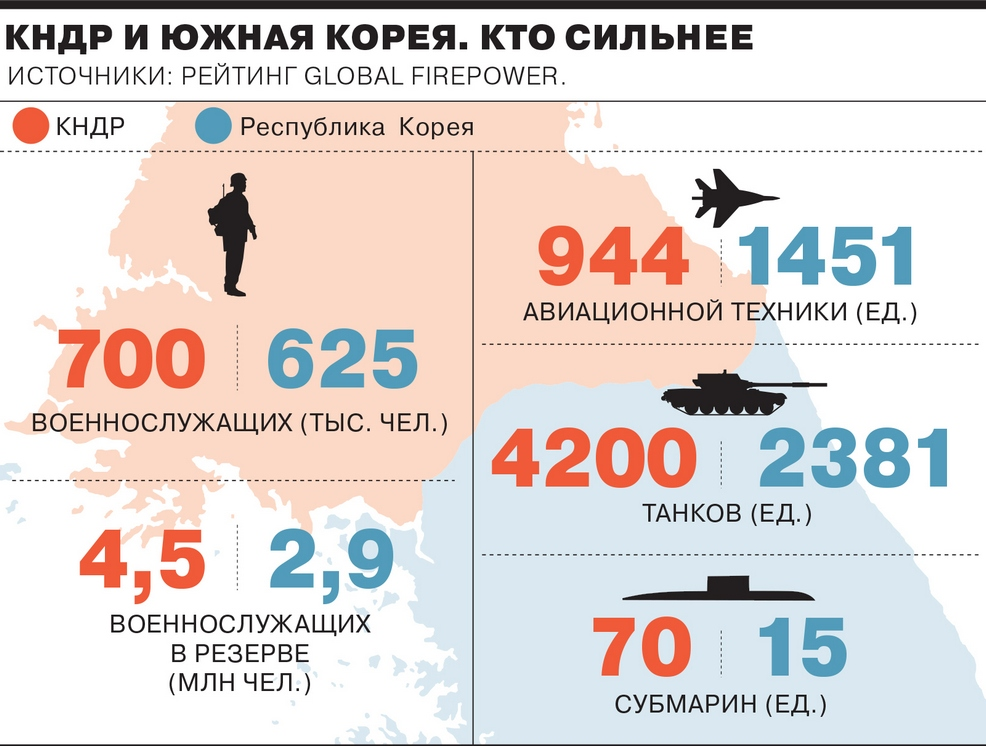 КНДР И ЮЖНАЯ КОРЕЯ. КТО СИЛЬНЕЕ
ИСТОЧНИКИ: РЕЙТИНГ GLOBAL FIREPOWER.
КНДР
Республика Корея
700 625
ВОЕННОСЛУЖАЩИХ (ТЫС. ЧЕЛ.)
4,5 2,9
ВОЕННОСЛУЖАЩИХ
В РЕЗЕРВЕ
(МЛН ЧЕЛ.)
944 1451
АВИАЦИОННОЙ ТЕХНИКИ (ЕД.)
4200 2381
ТАНКОВ (ЕД.)
70 15
СУБМАРИН (ЕД.)